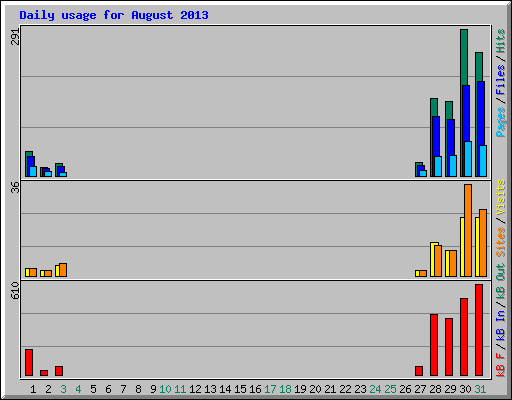 Daily usage for August 2013
291
Pages / Files / Hits
36
Sites / Visits
610
kB F / kB In / kB Out
1 2 3 4 5 6 7 8 9 10 11 12 13 14 15 16 17 18 19 20 21 22 23 24 25 26 27 28 29 30 31